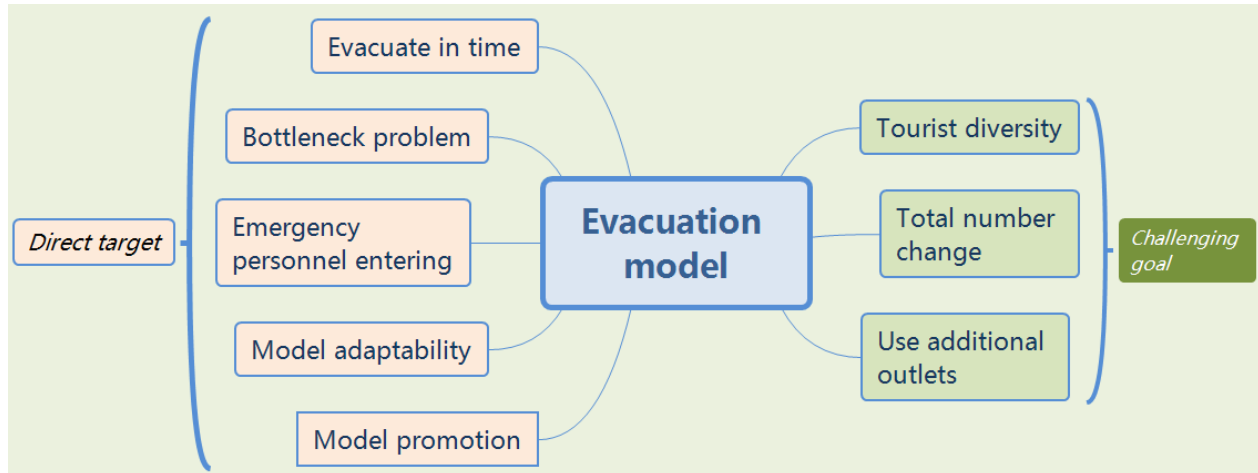 Evacuate in time
Bottleneck problem
Emergency
personnel entering
Model adaptability
Model promotion
Direct target
Evacuation
model
Tourist diversity
Total number
change
Use additional
outlets
Challenging
goal